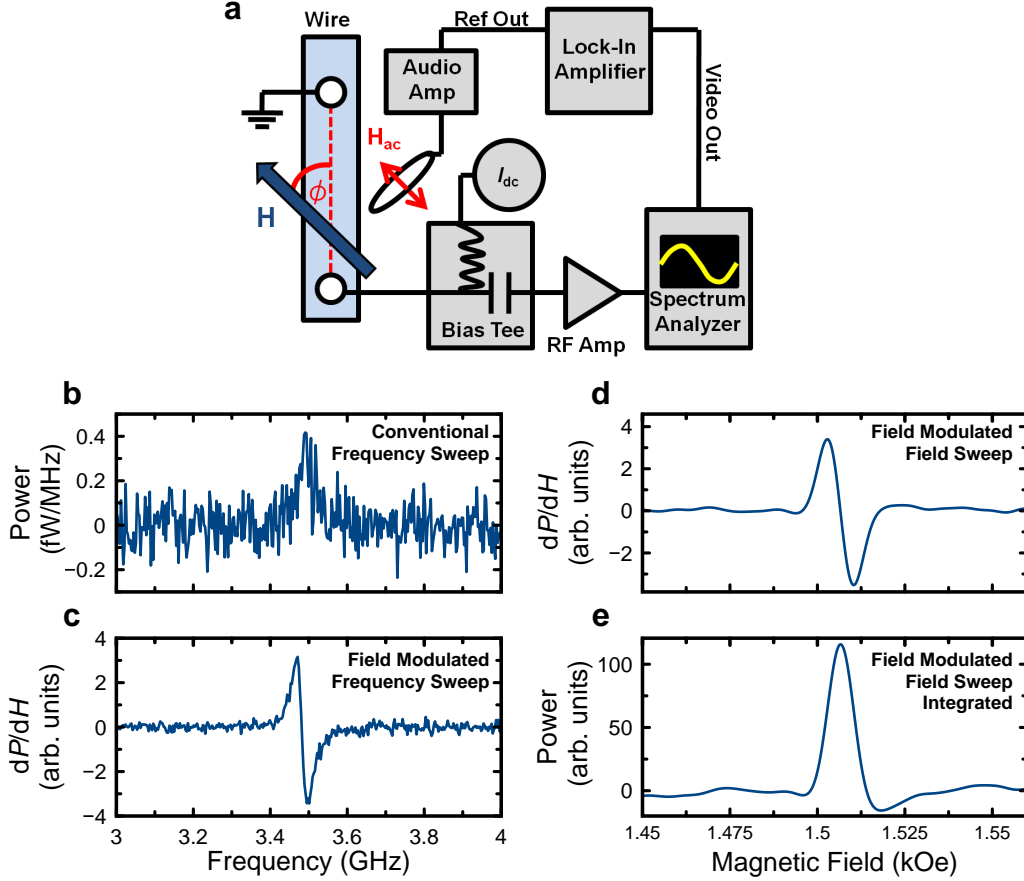 a
Wire
Ref Out
Lock-In
Amplifier
Audio
Amp
Video Out
Hac
Idc
ϕ
H
Bias Tee
RF Amp
Spectrum
Analyzer
b
Conventional
Frequency Sweep
Power
(fW/MHz)
0.4
0.2
0
−0.2
c
Field Modulated
Frequency Sweep
dP/dH
(arb. units)
4
2
0
−2
−4
3
3.2
3.4
3.6
3.8
4
Frequency (GHz)
d
Field Modulated
Field Sweep
dP/dH
(arb. units)
4
2
0
−2
e
Field Modulated
Field Sweep
Integrated
Power
(arb. units)
100
50
0
1.45
1.475
1.5
1.525
1.55
Magnetic Field (kOe)